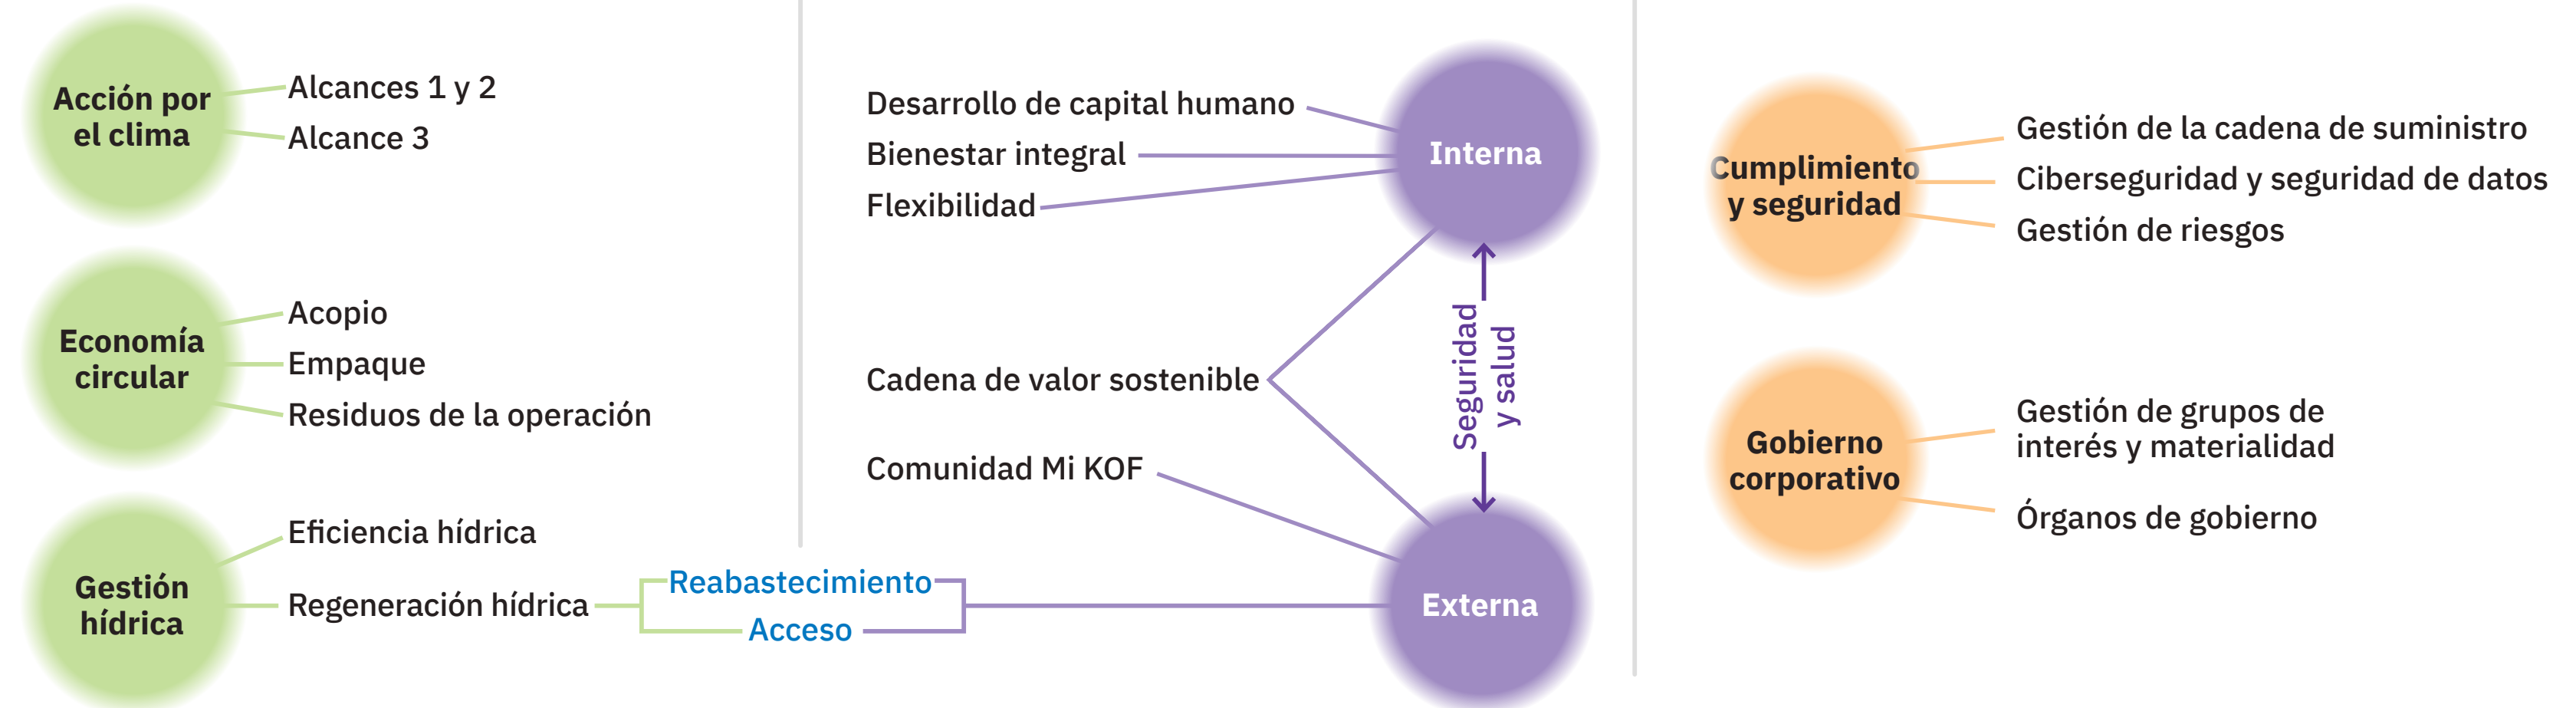 Acción por
el clima
Alcances 1 y 2
Alcance 3
Economía
circular
Acopio
Empaque
Residuos de la operación
Gestión
hídrica
Eficiencia hídrica
Regeneración hídrica
Reabastecimiento
Acceso
Desarrollo de capital humano
Bienestar integral
Flexibilidad
Interna
Cadena de valor sostenible
Comunidad Mi KOF
Seguridad
y salud
Externa
Cumplimiento
y seguridad
Gestión de la cadena de suministro
Ciberseguridad y seguridad de datos
Gestión de riesgos
Gobierno
corporativo
Gestión de grupos de
interés y materialidad
Órganos de gobierno